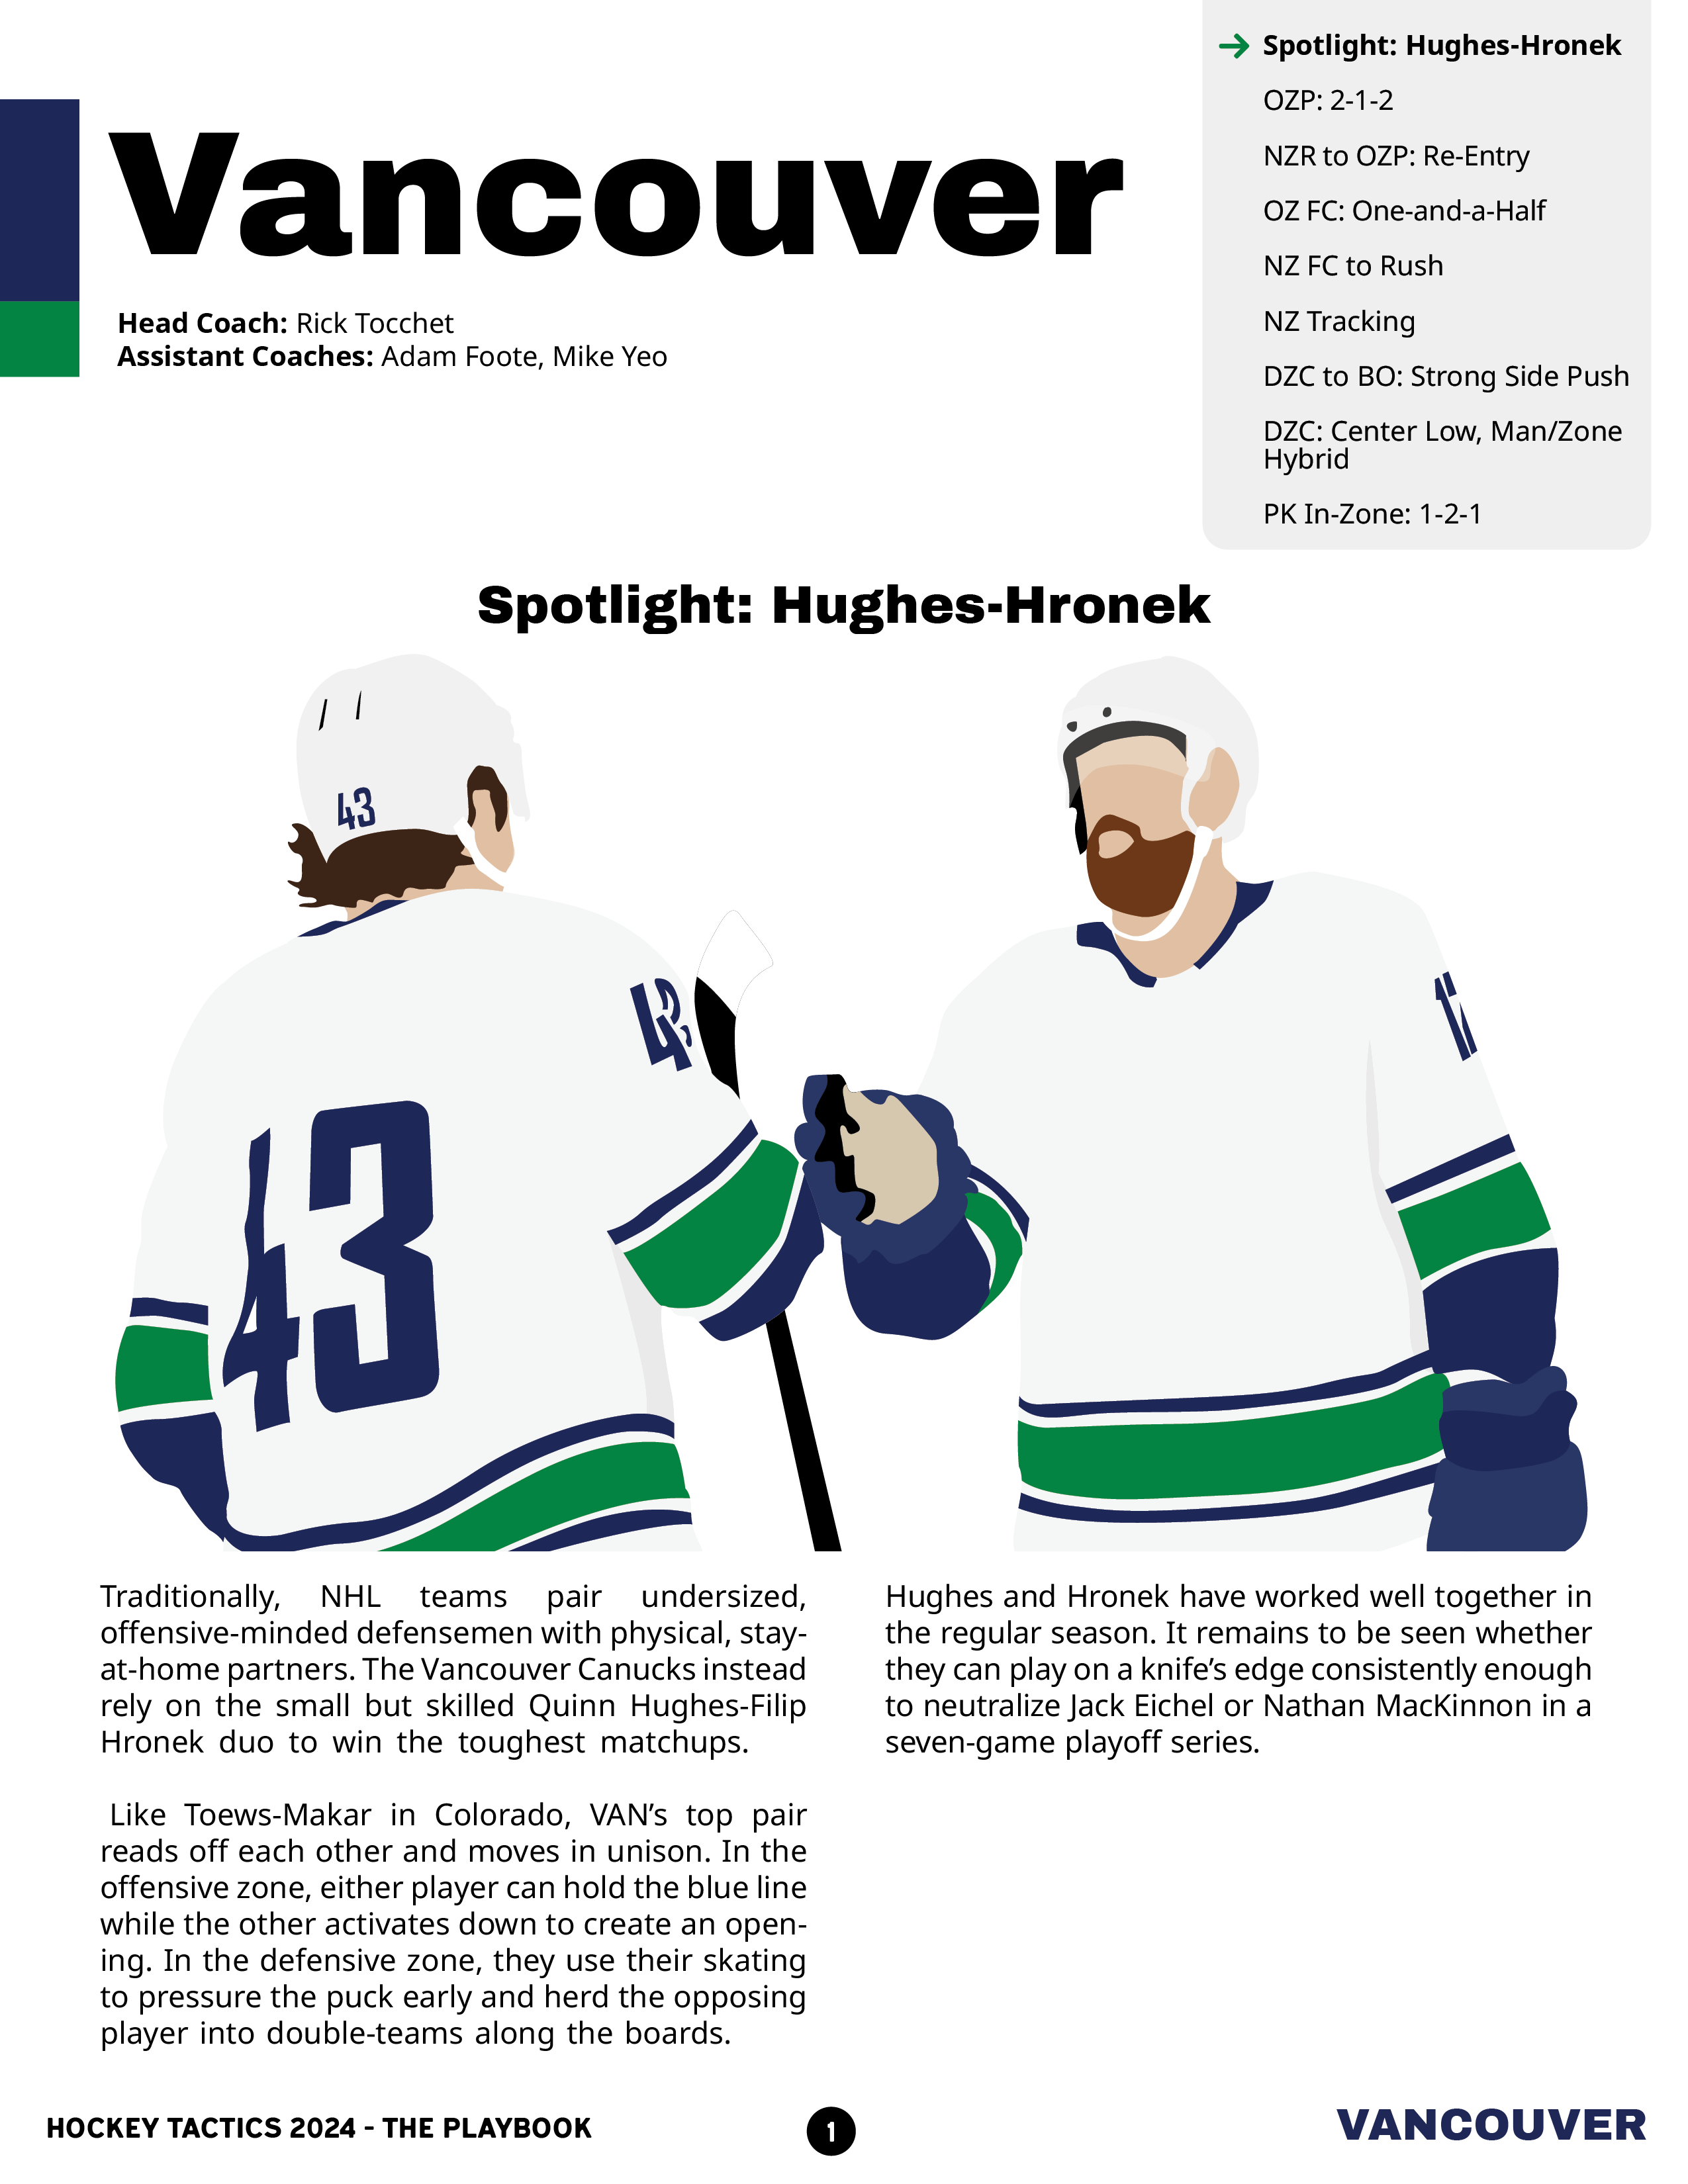 Spotlight: Hughes-Hronek
OZP: 2-1-2
NZR to OZP: Re-Entry
OZ FC: One-and-a-Half
NZ FC to Rush
NZ Tracking
DZC to BO: Strong Side Push
DZC: Center Low, Man/Zone
Hybrid
PK In-Zone: 1-2-1
Vancouver
Head Coach: Rick Tocchet
Assistant Coaches: Adam Foote, Mike Yeo
Spotlight: Hughes-Hronek
43
43
43
17
Traditionally, NHL teams pair undersized,
offensive-minded defensemen with physical, stay-
at-home partners. The Vancouver Canucks instead
rely on the small but skilled Quinn Hughes-Filip
Hronek duo to win the toughest matchups.
Like Toews-Makar in Colorado, VAN's top pair
reads off each other and moves in unison. In the
offensive zone, either player can hold the blue line
while the other activates down to create an open-
ing. In the defensive zone, they use their skating
to pressure the puck early and herd the opposing
player into double-teams along the boards.
Hughes and Hronek have worked well together in
the regular season. It remains to be seen whether
they can play on a knife's edge consistently enough
to neutralize Jack Eichel or Nathan MacKinnon in a
seven-game playoff series.
HOCKEY TACTICS 2024 - THE PLAYBOOK
1
VANCOUVER